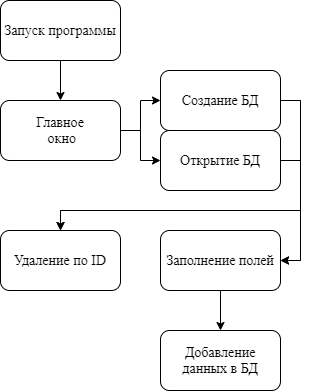 Запуск программы
Главное
окно
Создание БД
Открытие БД
Удаление по ID
Заполнение полей
Добавление
данных в БД